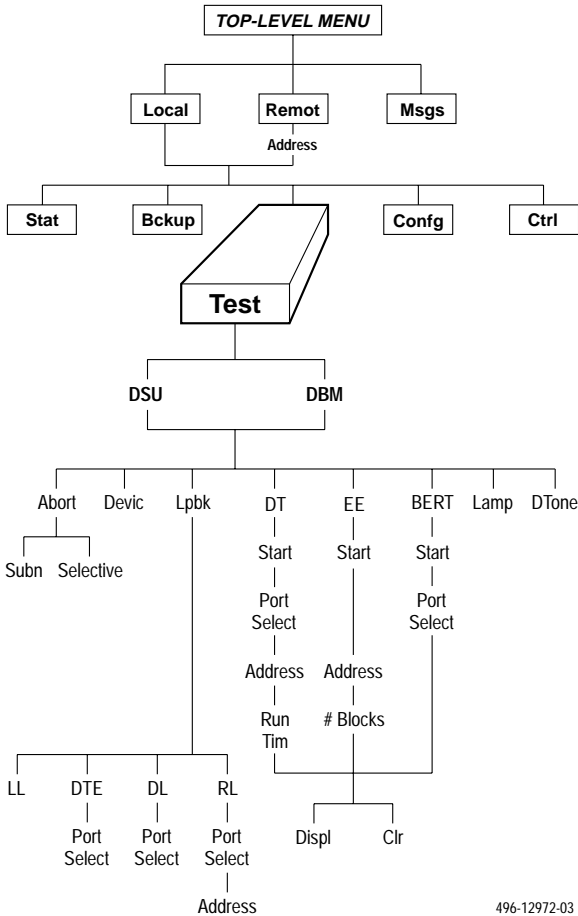 TOP-LEVEL MENU
Local Remot Msgs
Address
Stat Bckup Confg Ctrl
Test
DSU DBM
Abort Devic Lpbk DT EE BERT Lamp DTone
Subn Selective Start Start Start
Port Select Port Select
Address Address
Run Tim # Blocks
LL DTE DL RL
Displ Clr
Port Select Port Select Port Select
Address
496-12972-03